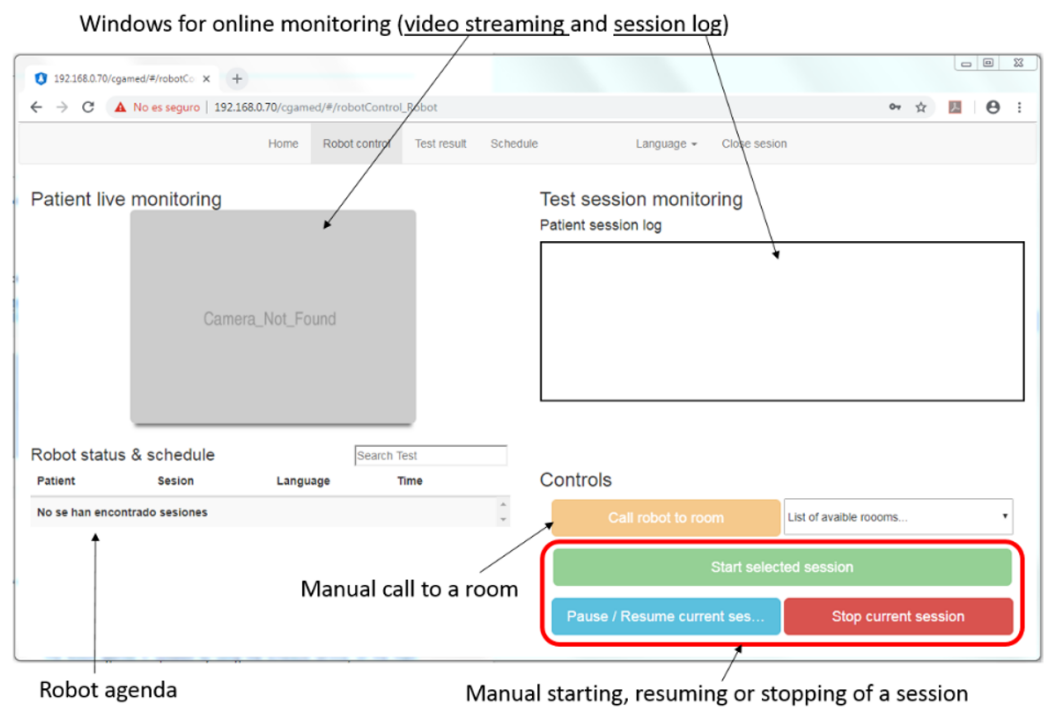 Windows for online monitoring (video streaming and session log)
192.168.0.70/cgamed/#/robotCo
No es seguro | 192.168.0.70/cgamed/#/robotControl_Robot
Home Robot control Test result Schedule Language Close sesion
Patient live monitoring
Camera_Not_Found
Test session monitoring
Patient session log
Robot status & schedule
Search Test
Patient Sesion Language Time
No se han encontrado sesiones
Controls
Call robot to room
List of avaible roooms...
Start selected session
Pause / Resume current ses...
Stop current session
Manual call to a room
Robot agenda
Manual starting, resuming or stopping of a session